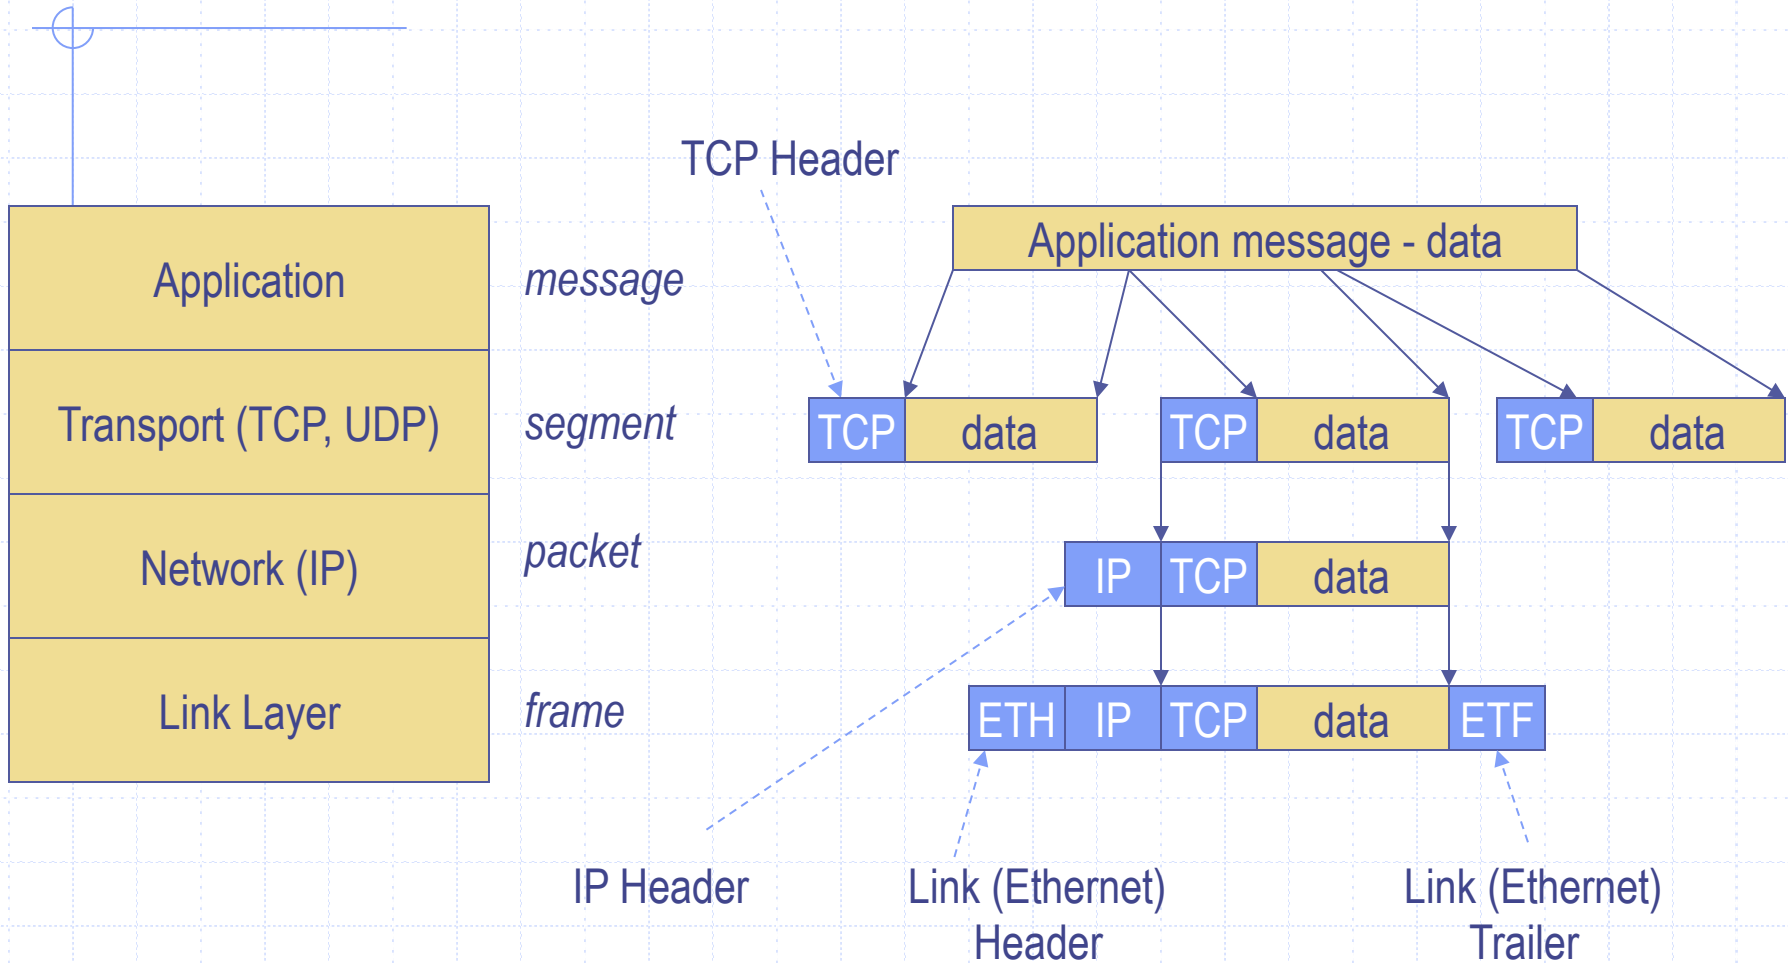 TCP Header
Application message - data
Application
message
Transport (TCP, UDP)
segment
TCP data TCP data TCP data
Network (IP)
packet
IP TCP data
Link Layer
frame
ETH IP TCP data ETF
IP Header
Link (Ethernet)
Header
Link (Ethernet)
Trailer